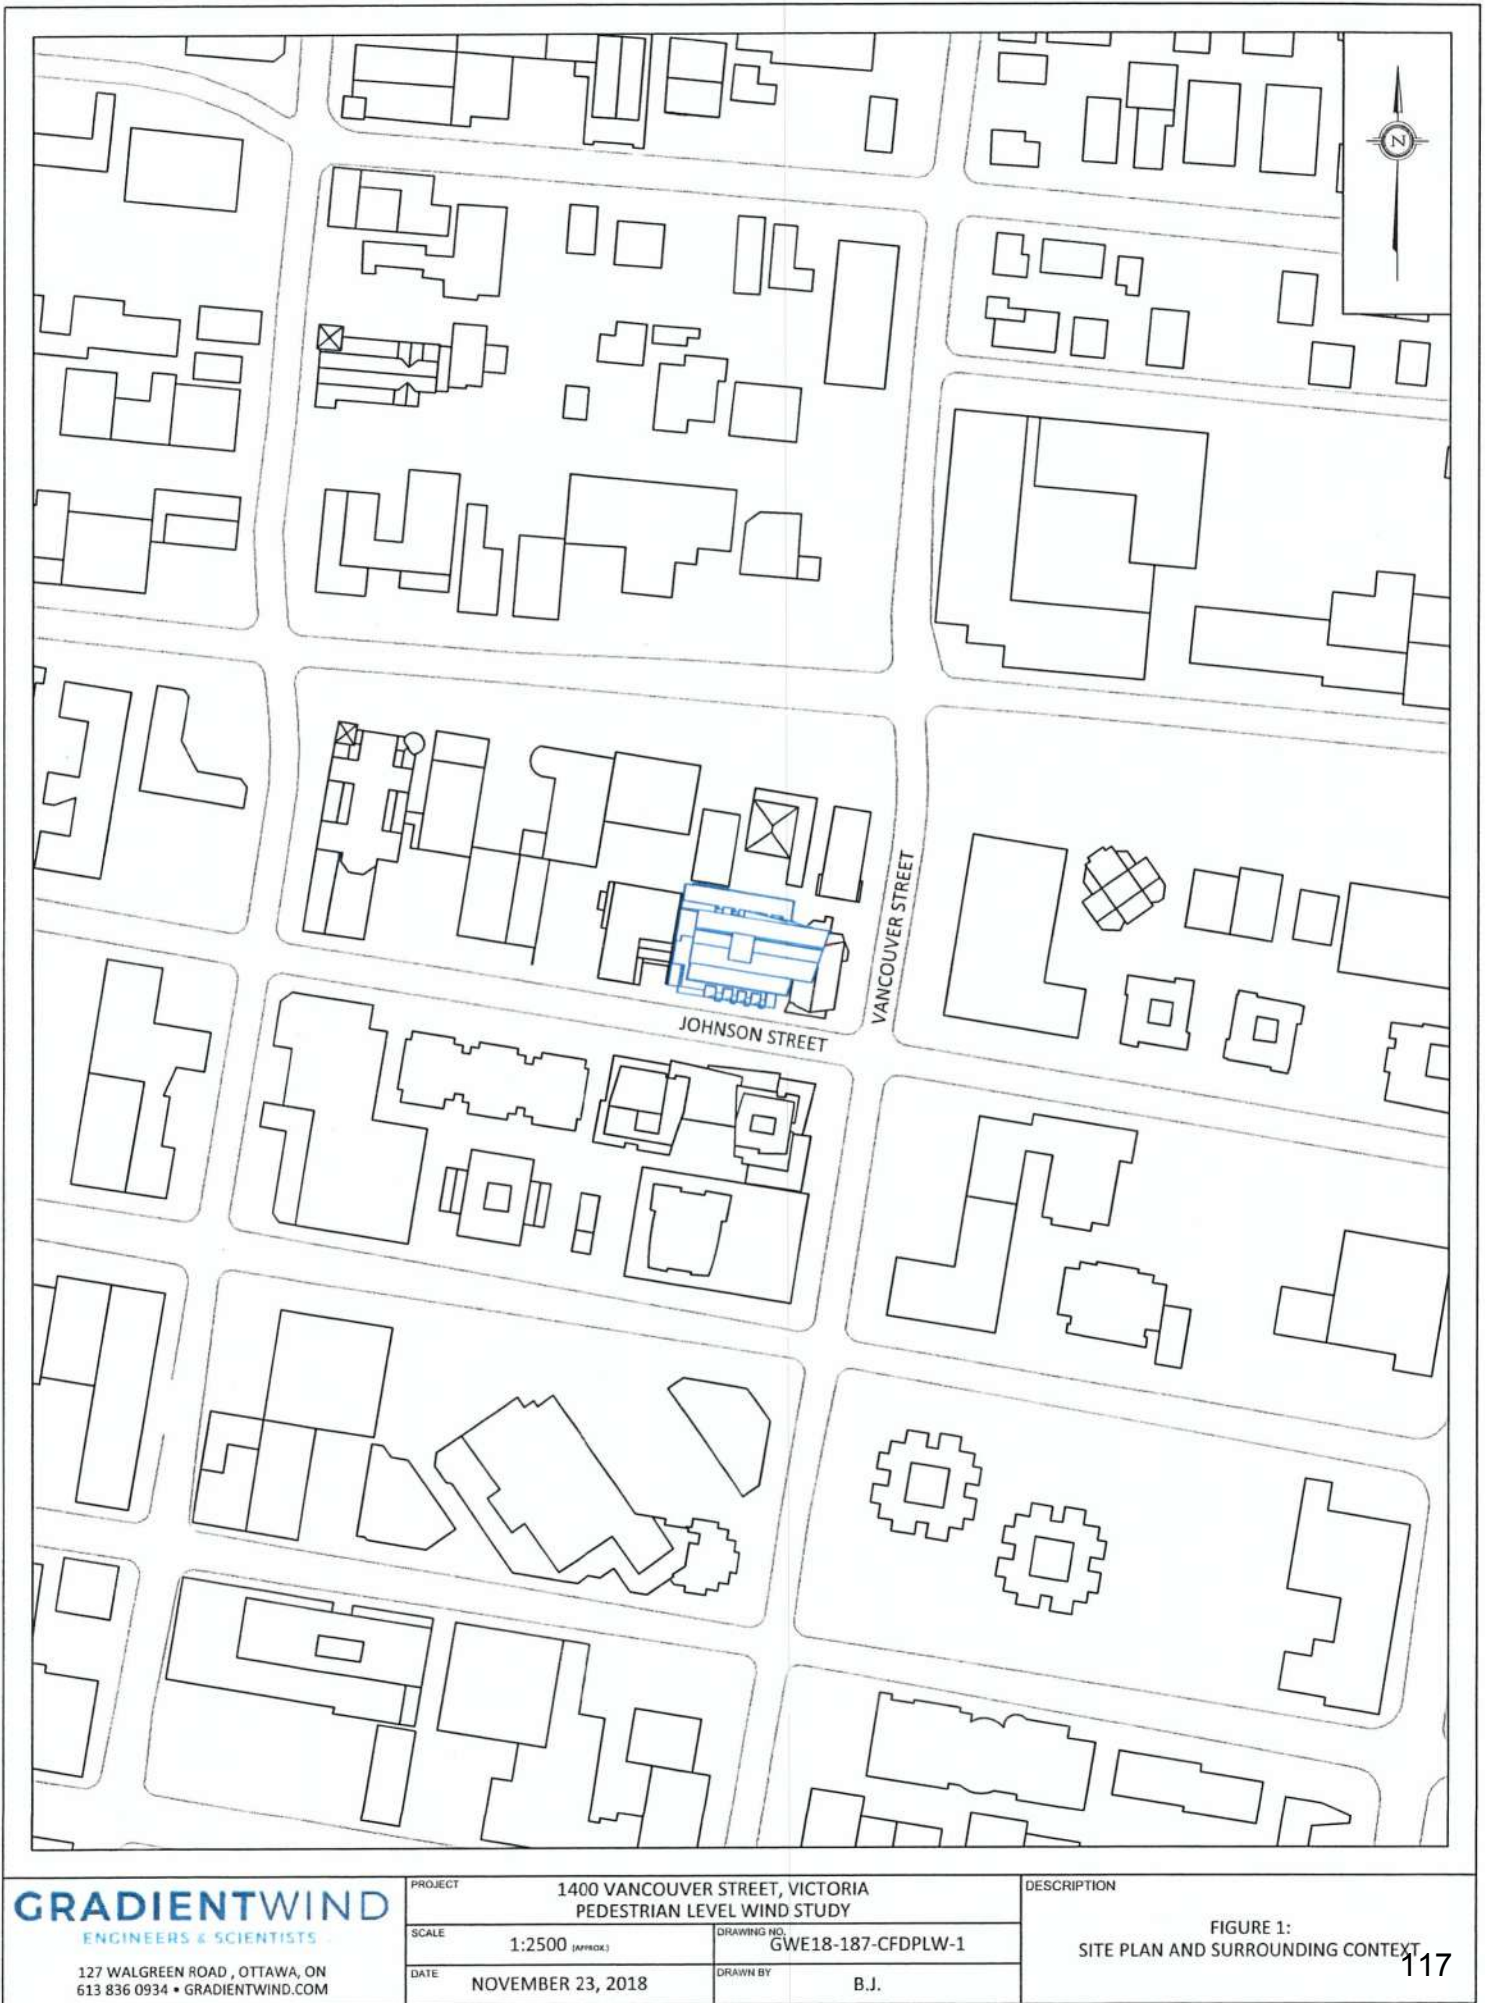 N
VANCOUVER STREET
JOHNSON STREET
GRADIENTWIND
ENGINEERS & SCIENTISTS
127 WALGREEN ROAD , OTTAWA, ON
613 836 0934 • GRADIENTWIND.COM
PROJECT
1400 VANCOUVER STREET, VICTORIA
PEDESTRIAN LEVEL WIND STUDY
SCALE
1:2500 (APPROX.)
DRAWING NO.
GWE18-187-CFDPLW-1
DATE
NOVEMBER 23, 2018
DRAWN BY
B.J.
DESCRIPTION
FIGURE 1:
SITE PLAN AND SURROUNDING CONTEXT
117